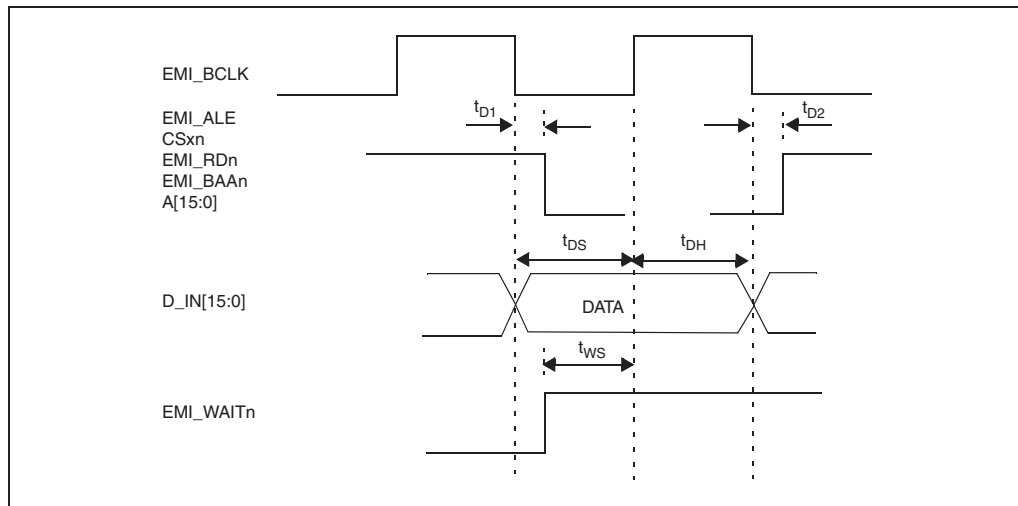 EMI_BCLK
EMI_ALE
CSxn
EMI_RDn
EMI_BAAn
A[15:0]
tD1
tD2
tDS
tDH
D_IN[15:0]
DATA
tWS
EMI_WAITn